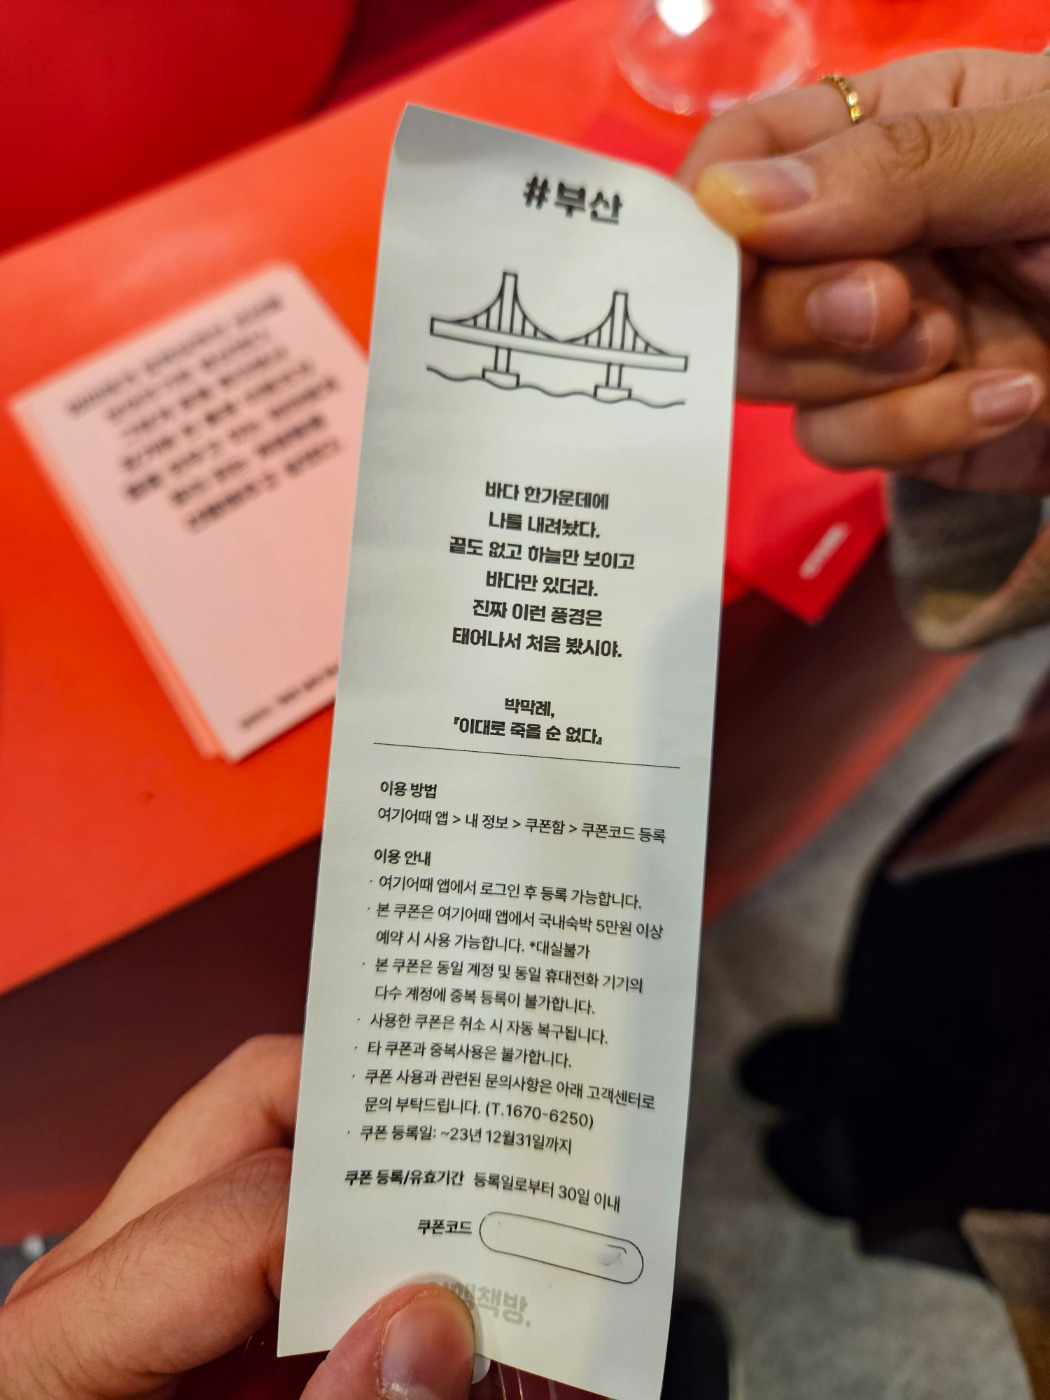 #부산
바다 한가운데에
나를 내려놨다.
끝도 없고 하늘만 보이고
바다만 있더라.
진짜 이런 풍경은
태어나서 처음 봤시야.
박막례,
『이대로 죽을 순 없다』
이용 방법
여기어때 앱 > 내 정보 > 쿠폰함 > 쿠폰코드 등록
이용 안내
· 여기어때 앱에서 로그인 후 등록 가능합니다.
· 본 쿠폰은 여기어때 앱에서 국내숙박 5만원 이상
예약 시 사용 가능합니다. *대실불가
· 본 쿠폰은 동일 계정 및 동일 휴대전화 기기의
다수 계정에 중복 등록이 불가합니다.
· 사용한 쿠폰은 취소 시 자동 복구됩니다.
· 타 쿠폰과 중복사용은 불가합니다.
· 쿠폰 사용과 관련된 문의사항은 아래 고객센터로
문의 부탁드립니다. (T.1670-6250)
· 쿠폰 등록일: ~23년 12월31일까지
쿠폰 등록/유효기간 등록일로부터 30일 이내
쿠폰코드
책방.